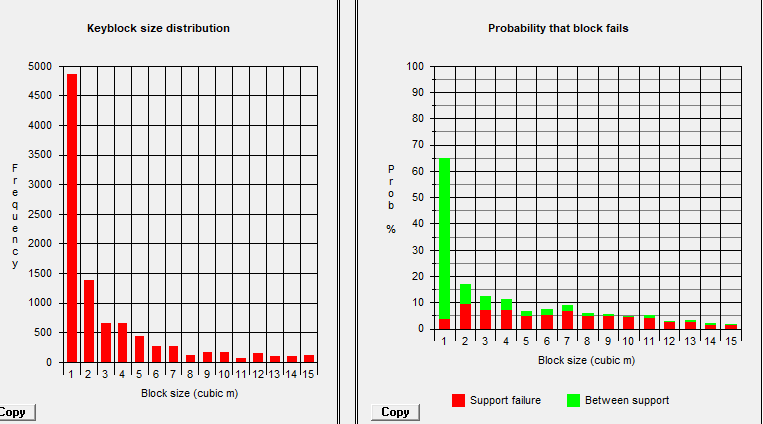 Keyblock size distribution
5000
4500
4000
3500
3000
2500
2000
1500
1000
500
0
Frequency
1 2 3 4 5 6 7 8 9 10 11 12 13 14 15
Block size (cubic m)
Copy
Probability that block fails
100
90
80
70
60
50
40
30
20
10
0
Prob %
1 2 3 4 5 6 7 8 9 10 11 12 13 14 15
Block size (cubic m)
Support failure
Between support
Copy